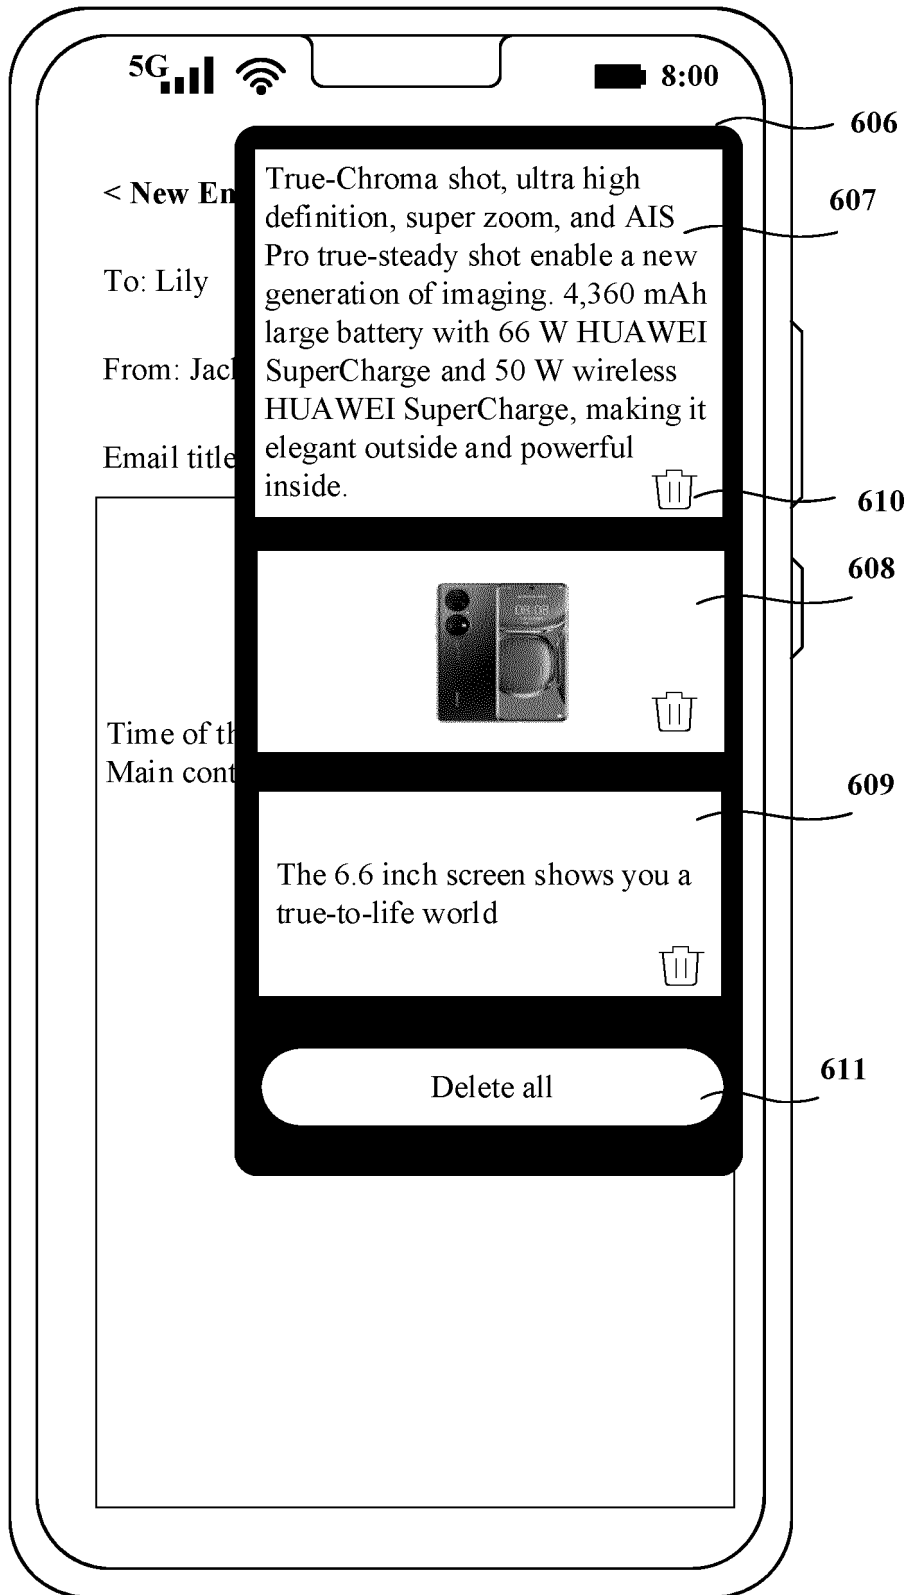 5G 8:00
606
< New En
True-Chroma shot, ultra high
definition, super zoom, and AIS
Pro true-steady shot enable a new
generation of imaging. 4,360 mAh
large battery with 66 W HUAWEI
SuperCharge and 50 W wireless
HUAWEI SuperCharge, making it
elegant outside and powerful
inside.
607
To: Lily
From: Jack
Email title
610
608
08:08
Time of th
Main cont
609
The 6.6 inch screen shows you a
true-to-life world
Delete all
611